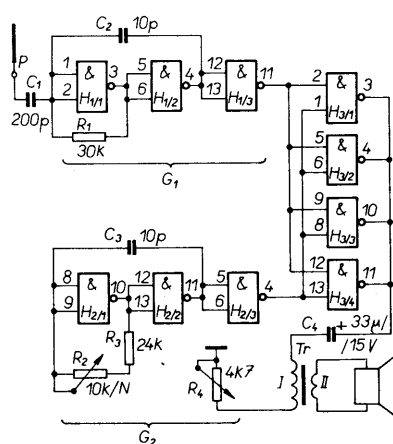 C₂ 10p
P
C₁
200p
1
2
&
H₁/₁
3
5
6
&
H₁/₂
4
12
13
&
H₁/₃
11
R₁
30k
G₁
2
1
&
H₃/₁
3
5
6
&
H₃/₂
4
9
8
&
H₃/₃
10
12
13
&
H₃/₄
11
C₃ 10p
8
9
&
H₂/₁
10
12
13
&
H₂/₂
11
5
6
&
H₂/₃
4
R₃
24k
R₂
10k/N
R₄
4k7
C₄ + 33µ/
/15V
Tr
I
II
G₂